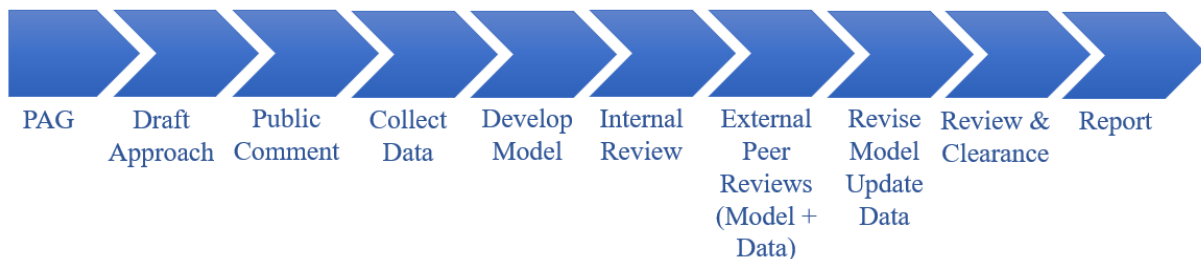 PAG
Draft
Approach
Public
Comment
Collect
Data
Develop
Model
Internal
Review
External
Peer
Reviews
(Model +
Data)
Revise
Model
Update
Data
Review &
Clearance
Report